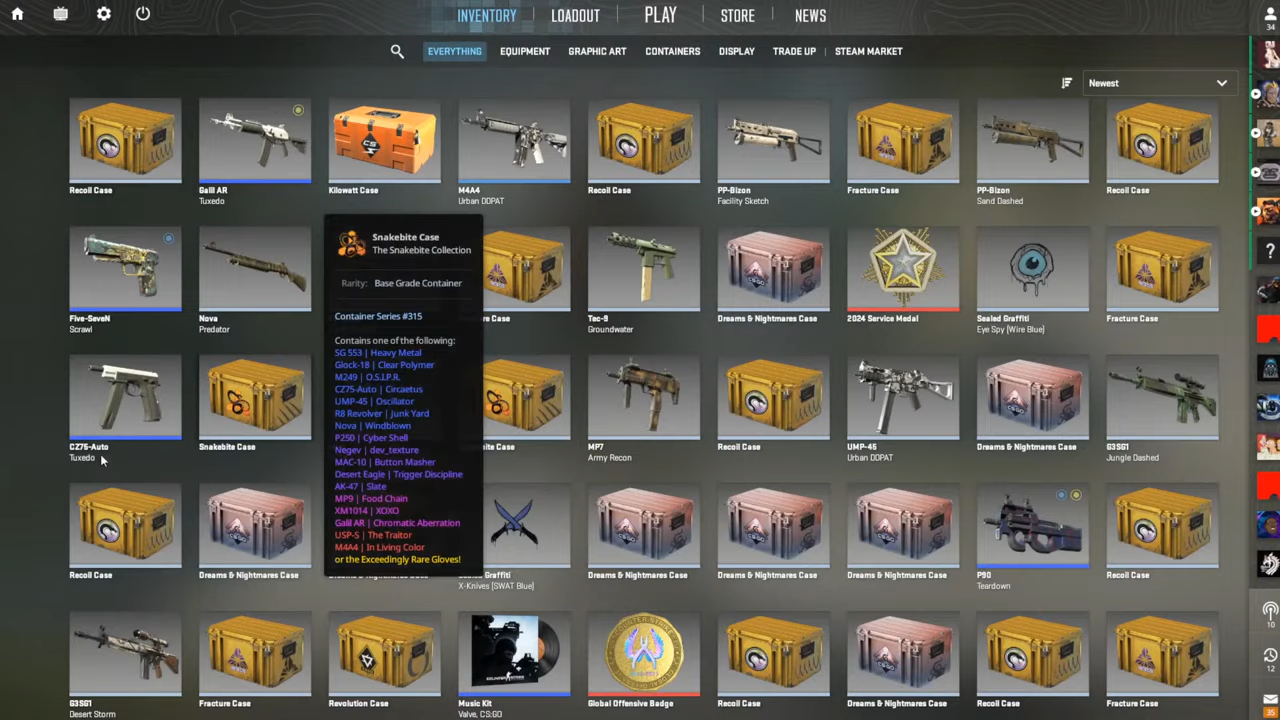 INVENTORY
LOADOUT
PLAY
STORE
NEWS
34
EVERYTHING
EQUIPMENT
GRAPHIC ART
CONTAINERS
DISPLAY
TRADE UP
STEAM MARKET
Newest
Recoil Case
Galil AR
Tuxedo
Kilowatt Case
M4A4
Urban DDPAT
Recoil Case
PP-Bizon
Facility Sketch
Fracture Case
PP-Bizon
Sand Dashed
Recoil Case
Five-SeveN
Scrawl
Nova
Predator
Snakebite Case
The Snakebite Collection
Rarity: Base Grade Container
Container Series #315
Contains one of the following:
SG 553 | Heavy Metal
Glock-18 | Clear Polymer
M249 | O.S.I.P.R.
CZ75-Auto | Circaetus
UMP-45 | Oscillator
R8 Revolver | Junk Yard
Nova | Windblown
P250 | Cyber Shell
Negev | dev_texture
MAC-10 | Button Masher
Desert Eagle | Trigger Discipline
AK-47 | Slate
MP9 | Food Chain
XM1014 | XOXO
Galil AR | Chromatic Aberration
USP-S | The Traitor
M4A4 | In Living Color
or the Exceedingly Rare Gloves!
Tec-9
Groundwater
Dreams & Nightmares Case
2024 Service Medal
Sealed Graffiti
Eye Spy (Wire Blue)
Fracture Case
CZ75-Auto
Tuxedo
Snakebite Case
MP7
Army Recon
Recoil Case
UMP-45
Urban DDPAT
Dreams & Nightmares Case
G3SG1
Jungle Dashed
Recoil Case
Dreams & Nightmares Case
X-Knives (SWAT Blue)
Dreams & Nightmares Case
Dreams & Nightmares Case
Dreams & Nightmares Case
P90
Teardown
Recoil Case
G3SG1
Desert Storm
Fracture Case
Revolution Case
Music Kit
Valve, CS:GO
Global Offensive Badge
Recoil Case
Dreams & Nightmares Case
Recoil Case
Fracture Case
10
12
35